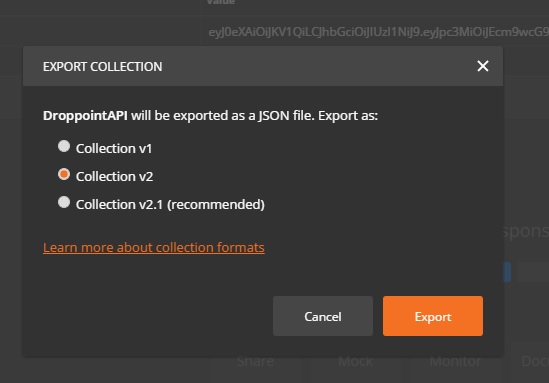 Value
eyJ0eXAiOiJKV1QiLCJhbGciOiJIUzI1NiJ9.eyJpc3MiOiJEcm9wcG9
EXPORT COLLECTION
DroppointAPI will be exported as a JSON file. Export as:
Collection v1
Collection v2
Collection v2.1 (recommended)
Learn more about collection formats
spons
Cancel
Export
Share
Mock
Monitor
Doc